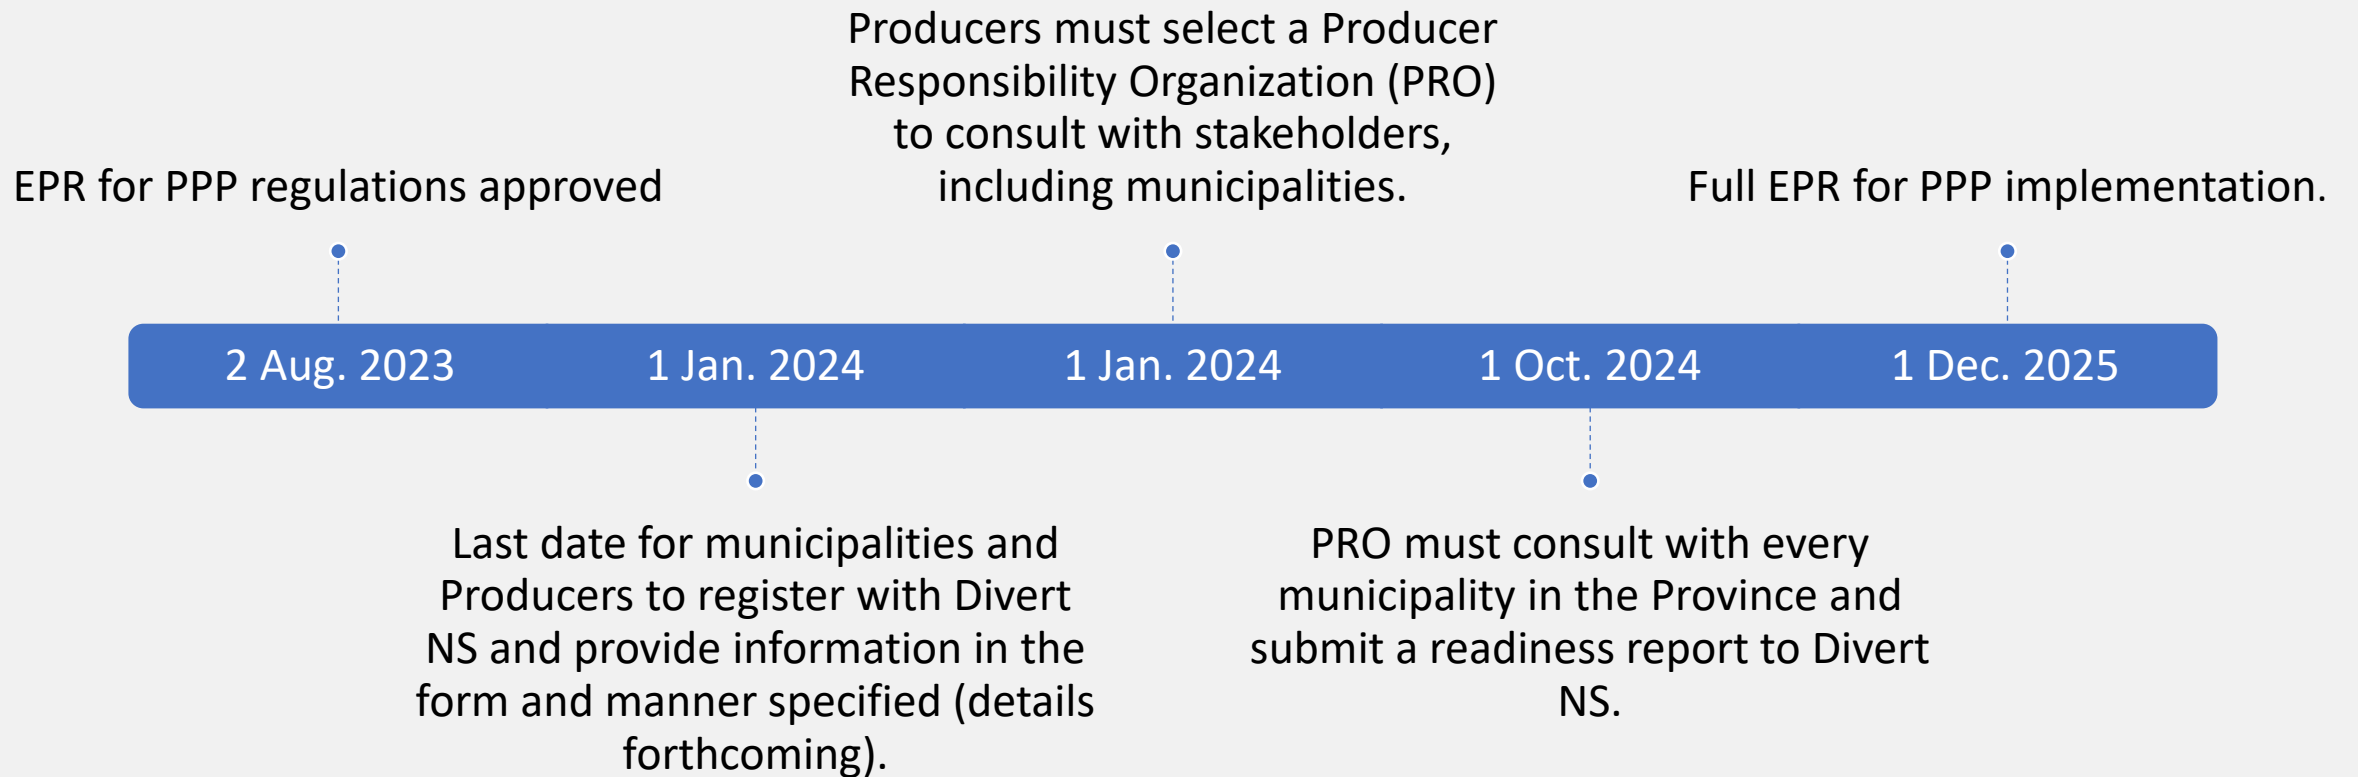 Producers must select a Producer
Responsibility Organization (PRO)
to consult with stakeholders,
including municipalities.
EPR for PPP regulations approved
Full EPR for PPP implementation.
2 Aug. 2023
1 Jan. 2024
1 Jan. 2024
1 Oct. 2024
1 Dec. 2025
Last date for municipalities and
Producers to register with Divert
NS and provide information in the
form and manner specified (details
forthcoming).
PRO must consult with every
municipality in the Province and
submit a readiness report to Divert
NS.